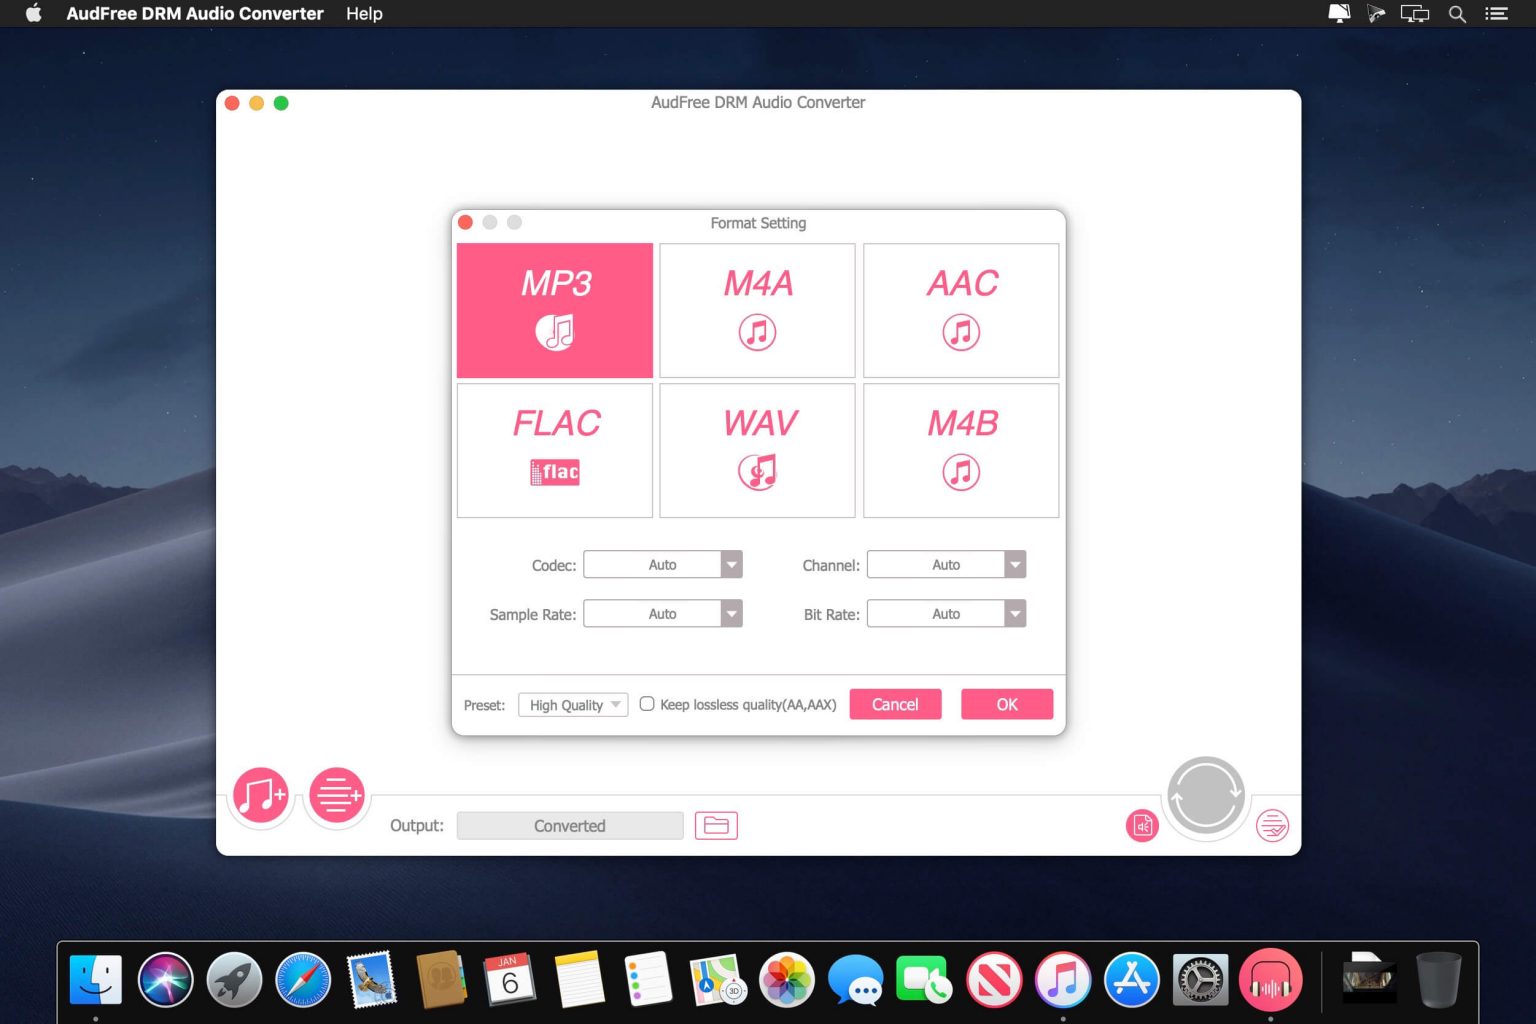 AudFree DRM Audio Converter Help
AudFree DRM Audio Converter
Format Setting
MP3 M4A AAC
FLAC WAV M4B
flac
Codec: Auto Channel: Auto
Sample Rate: Auto Bit Rate: Auto
Preset: High Quality Keep lossless quality(AA,AAX) Cancel OK
Output: Converted
JAN
6
3D